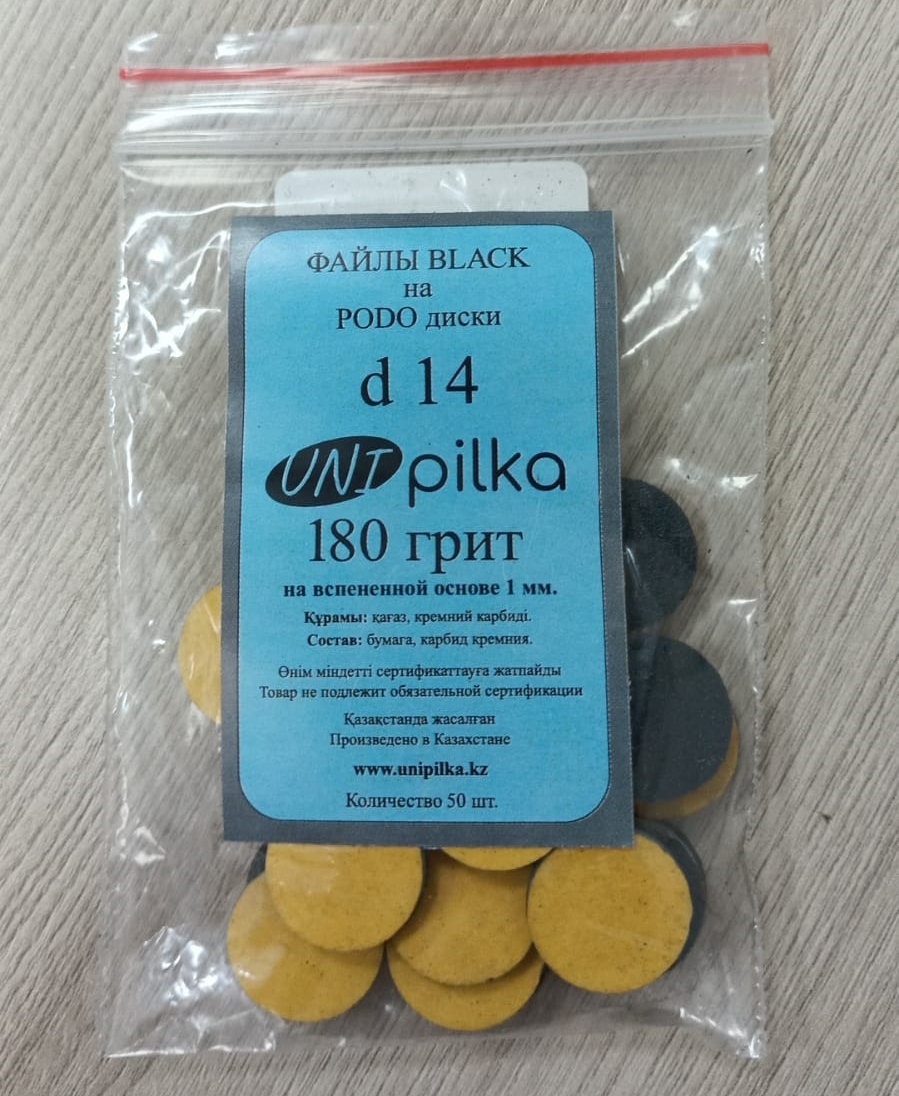 ФАЙЛЫ BLACK
на
PODO диски
d 14
UNI pilka
180 грит
на вспененной основе 1 мм.
Құрамы: қағаз, кремний карбиді.
Состав: бумага, карбид кремния.
Өнім міндетті сертификаттауға жатпайды
Товар не подлежит обязательной сертификации
Қазақстанда жасалған
Произведено в Казахстане
www.unipilka.kz
Количество 50 шт.